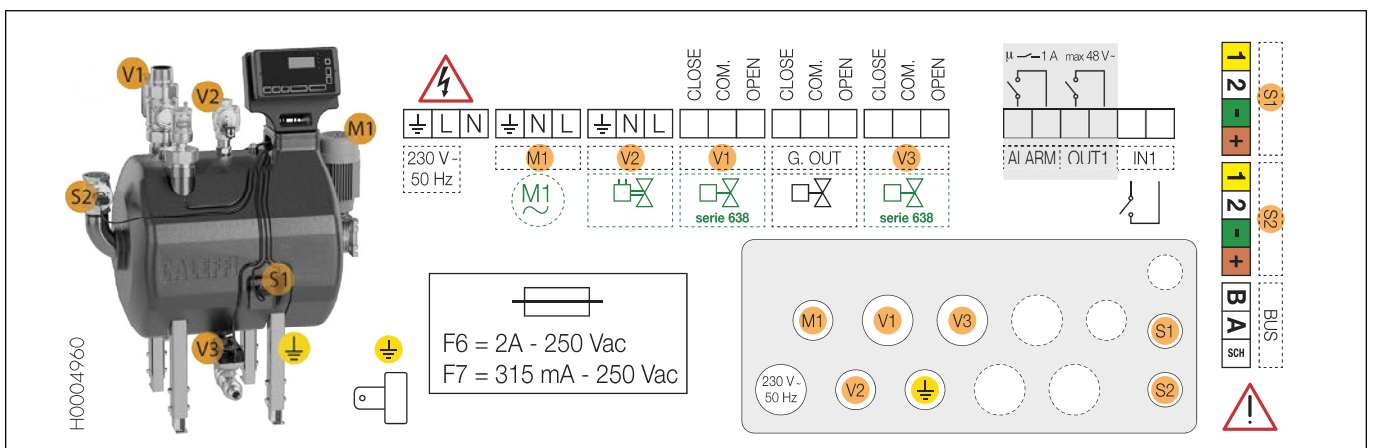 V1
V2
M1
S2
CALEFFI
S1
V3
H0004960
L N
230 V~
50 Hz
N L
M1
M1
~
N L
V2
CLOSE
COM.
OPEN
V1
serie 638
CLOSE
COM.
OPEN
G. OUT
CLOSE
COM.
OPEN
V3
serie 638
µ 1 A max 48 V~
ALARM OUT1 IN1
F6 = 2A - 250 Vac
F7 = 315 mA - 250 Vac
M1 V1 V3 S1
230 V~
50 Hz
V2 S2
1 2 - +
S1
1 2 - +
S2
B A SCH
BUS
!